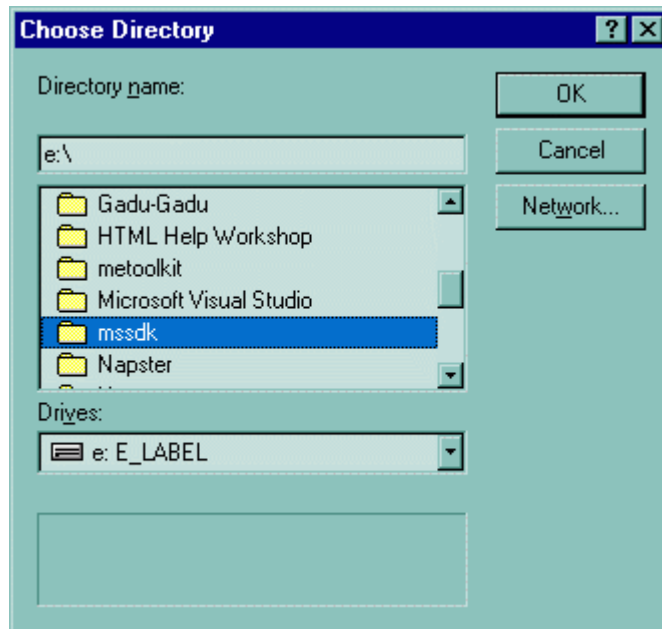 Choose Directory
Directory name:
OK
e:\
Cancel
Network...
Gadu-Gadu
HTML Help Workshop
metoolkit
Microsoft Visual Studio
mssdk
Napster
Drives:
e: E_LABEL